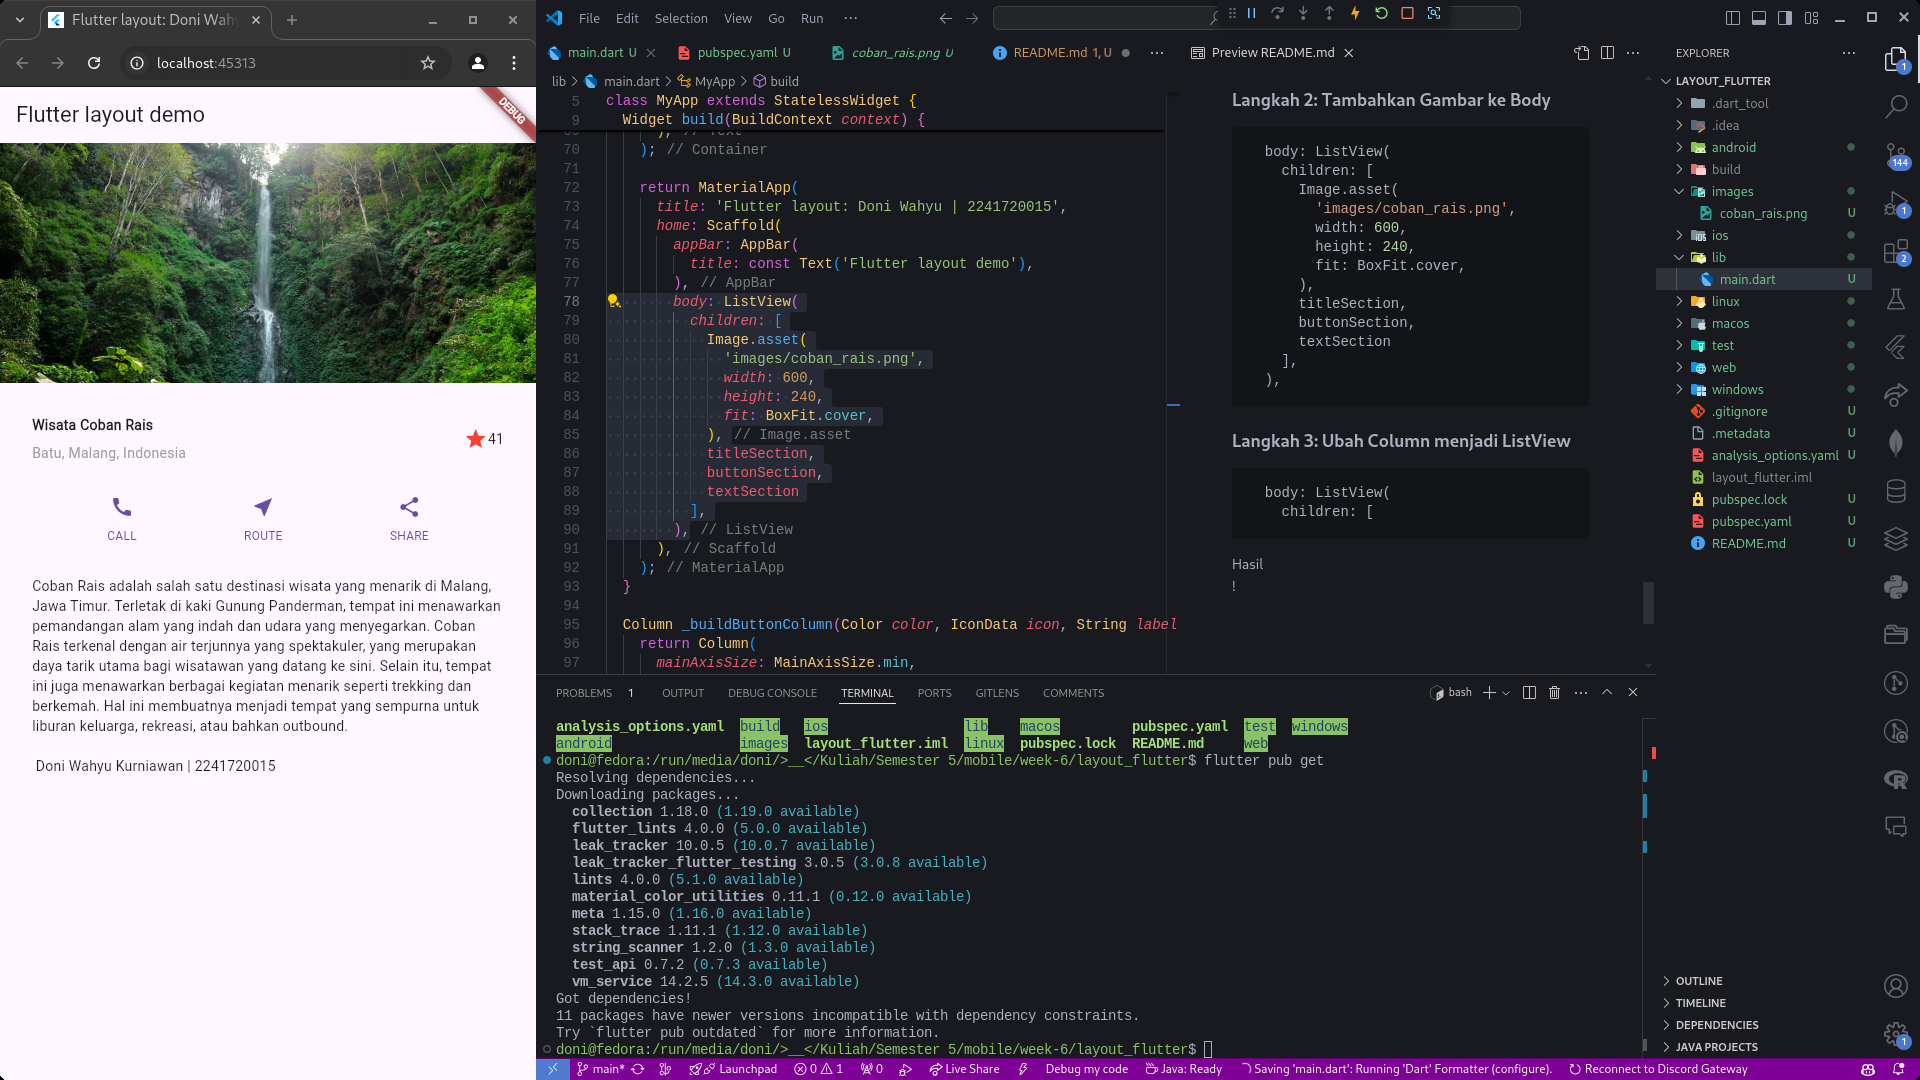 Flutter layout: Doni Wahy
localhost:45313
Flutter layout demo
DEBUG
Wisata Coban Rais
Batu, Malang, Indonesia
41
CALL
ROUTE
SHARE
Coban Rais adalah salah satu destinasi wisata yang menarik di Malang,
Jawa Timur. Terletak di kaki Gunung Panderman, tempat ini menawarkan
pemandangan alam yang indah dan udara yang menyegarkan. Coban
Rais terkenal dengan air terjunnya yang spektakuler, yang merupakan
daya tarik utama bagi wisatawan yang datang ke sini. Selain itu, tempat
ini juga menawarkan berbagai kegiatan menarik seperti trekking dan
berkemah. Hal ini membuatnya menjadi tempat yang sempurna untuk
liburan keluarga, rekreasi, atau bahkan outbound.
Doni Wahyu Kurniawan | 2241720015
File Edit Selection View Go Run ···
main.dart U
pubspec.yaml U
coban_rais.png U
README.md 1, U
Preview README.md
lib > main.dart > MyApp > build
5 class MyApp extends StatelessWidget {
9 Widget build(BuildContext context) {
69 ), // Text
70 ); // Container
71
72 return MaterialApp(
73 title: 'Flutter layout: Doni Wahyu | 2241720015',
74 home: Scaffold(
75 appBar: AppBar(
76 title: const Text('Flutter layout demo'),
77 ), // AppBar
78 body: ListView(
79 children: [
80 Image.asset(
81 'images/coban_rais.png',
82 width: 600,
83 height: 240,
84 fit: BoxFit.cover,
85 ), // Image.asset
86 titleSection,
87 buttonSection,
88 textSection
89 ],
90 ), // ListView
91 ), // Scaffold
92 ); // MaterialApp
93 }
94
95 Column _buildButtonColumn(Color color, IconData icon, String label
96 return Column(
97 mainAxisSize: MainAxisSize.min,
Langkah 2: Tambahkan Gambar ke Body
body: ListView(
children: [
Image.asset(
'images/coban_rais.png',
width: 600,
height: 240,
fit: BoxFit.cover,
),
titleSection,
buttonSection,
textSection
],
),
Langkah 3: Ubah Column menjadi ListView
body: ListView(
children: [
Hasil
!
PROBLEMS 1 OUTPUT DEBUG CONSOLE TERMINAL PORTS GITLENS COMMENTS
bash
analysis_options.yaml build ios lib macos pubspec.yaml test windows
android images layout_flutter.iml linux pubspec.lock README.md web
doni@fedora:/run/media/doni/>__</Kuliah/Semester 5/mobile/week-6/layout_flutter$ flutter pub get
Resolving dependencies...
Downloading packages...
collection 1.18.0 (1.19.0 available)
flutter_lints 4.0.0 (5.0.0 available)
leak_tracker 10.0.5 (10.0.7 available)
leak_tracker_flutter_testing 3.0.5 (3.0.8 available)
lints 4.0.0 (5.1.0 available)
material_color_utilities 0.11.1 (0.12.0 available)
meta 1.15.0 (1.16.0 available)
stack_trace 1.11.1 (1.12.0 available)
string_scanner 1.2.0 (1.3.0 available)
test_api 0.7.2 (0.7.3 available)
vm_service 14.2.5 (14.3.0 available)
Got dependencies!
11 packages have newer versions incompatible with dependency constraints.
Try `flutter pub outdated` for more information.
doni@fedora:/run/media/doni/>__</Kuliah/Semester 5/mobile/week-6/layout_flutter$
EXPLORER
LAYOUT_FLUTTER
.dart_tool
.idea
android
build
images
coban_rais.png U
ios
lib
main.dart U
linux
macos
test
web
windows
.gitignore U
.metadata U
analysis_options.yaml U
layout_flutter.iml
pubspec.lock U
pubspec.yaml U
README.md U
OUTLINE
TIMELINE
DEPENDENCIES
JAVA PROJECTS
1
144
1
2
1
main* Launchpad 0 1 0 Live Share Debug my code Java: Ready Saving 'main.dart': Running 'Dart' Formatter (configure). Reconnect to Discord Gateway